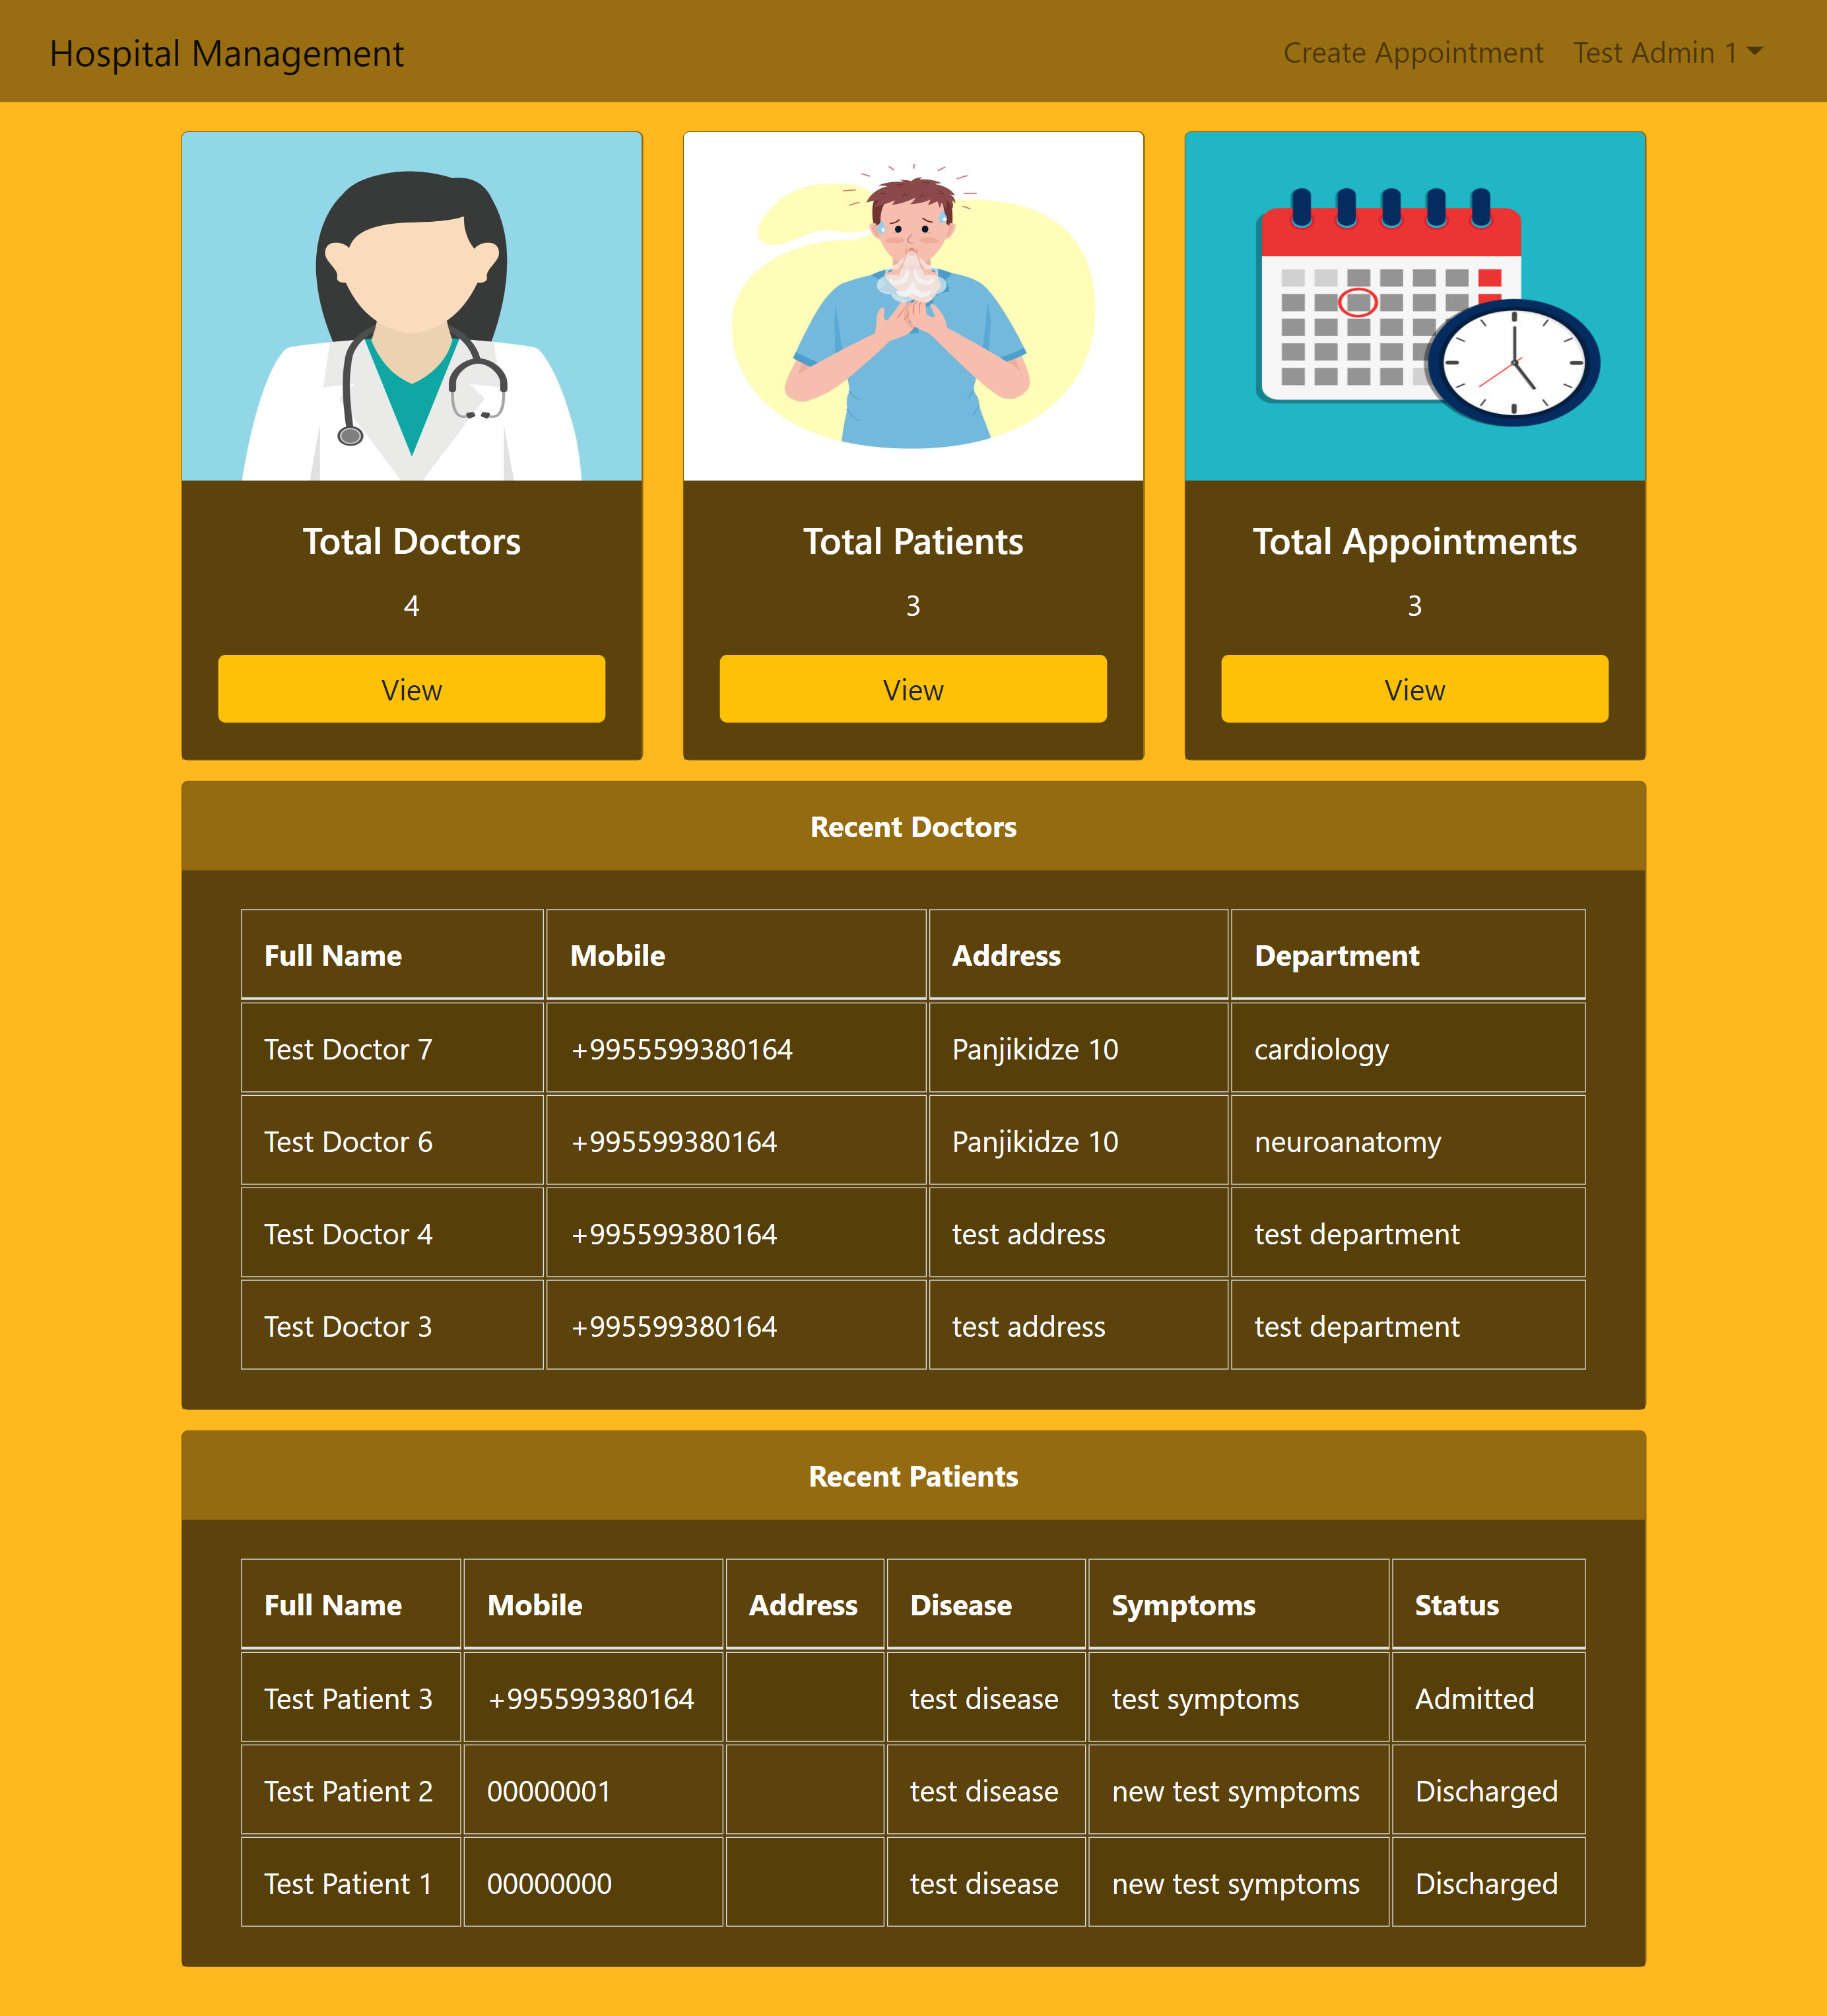 Hospital Management Create Appointment Test Admin 1
Total Doctors Total Patients Total Appointments
4 3 3
View View View
Recent Doctors
Full Name Mobile Address Department
Test Doctor 7 +9955599380164 Panjikidze 10 cardiology
Test Doctor 6 +995599380164 Panjikidze 10 neuroanatomy
Test Doctor 4 +995599380164 test address test department
Test Doctor 3 +995599380164 test address test department
Recent Patients
Full Name Mobile Address Disease Symptoms Status
Test Patient 3 +995599380164 test disease test symptoms Admitted
Test Patient 2 00000001 test disease new test symptoms Discharged
Test Patient 1 00000000 test disease new test symptoms Discharged